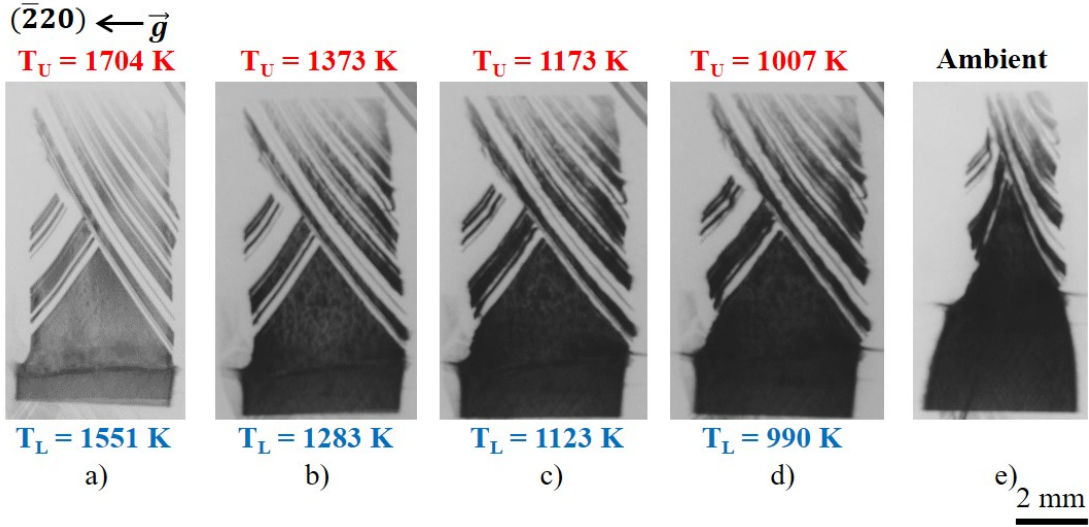 (2̅20) ← g⃗
T_U = 1704 K T_U = 1373 K T_U = 1173 K T_U = 1007 K Ambient
T_L = 1551 K T_L = 1283 K T_L = 1123 K T_L = 990 K
a) b) c) d) e)
2 mm